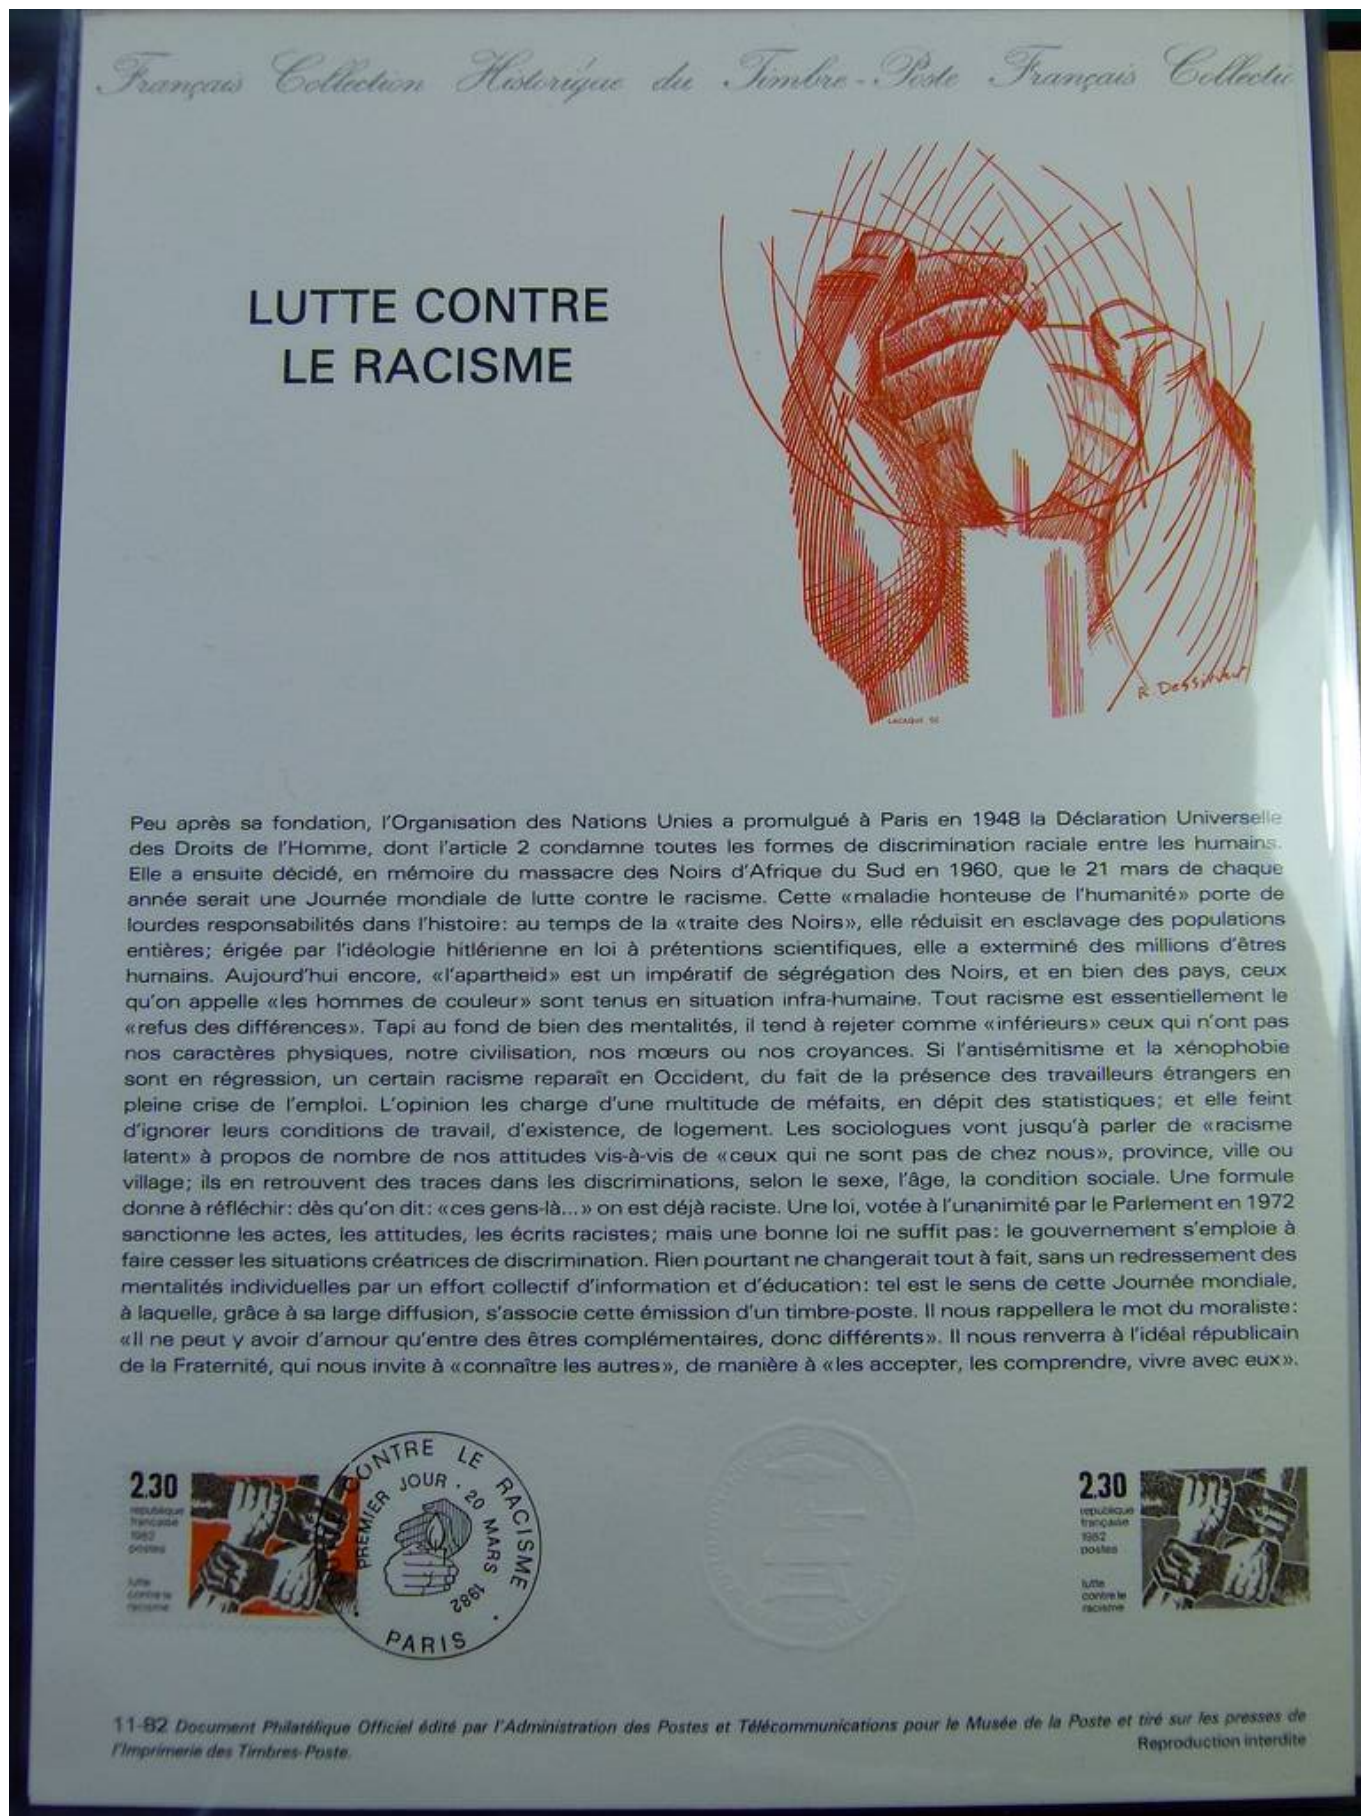 Français Collection Historique du Timbre-Poste Français Collectio
LUTTE CONTRE
LE RACISME
R. Dessirier
Peu après sa fondation, l'Organisation des Nations Unies a promulgué à Paris en 1948 la Déclaration Universelle
des Droits de l'Homme, dont l'article 2 condamne toutes les formes de discrimination raciale entre les humains.
Elle a ensuite décidé, en mémoire du massacre des Noirs d'Afrique du Sud en 1960, que le 21 mars de chaque
année serait une Journée mondiale de lutte contre le racisme. Cette «maladie honteuse de l'humanité» porte de
lourdes responsabilités dans l'histoire: au temps de la «traite des Noirs», elle réduisit en esclavage des populations
entières; érigée par l'idéologie hitlérienne en loi à prétentions scientifiques, elle a exterminé des millions d'êtres
humains. Aujourd'hui encore, «l'apartheid» est un impératif de ségrégation des Noirs, et en bien des pays, ceux
qu'on appelle «les hommes de couleur» sont tenus en situation infra-humaine. Tout racisme est essentiellement le
«refus des différences». Tapi au fond de bien des mentalités, il tend à rejeter comme «inférieurs» ceux qui n'ont pas
nos caractères physiques, notre civilisation, nos mœurs ou nos croyances. Si l'antisémitisme et la xénophobie
sont en régression, un certain racisme reparaît en Occident, du fait de la présence des travailleurs étrangers en
pleine crise de l'emploi. L'opinion les charge d'une multitude de méfaits, en dépit des statistiques; et elle feint
d'ignorer leurs conditions de travail, d'existence, de logement. Les sociologues vont jusqu'à parler de «racisme
latent» à propos de nombre de nos attitudes vis-à-vis de «ceux qui ne sont pas de chez nous», province, ville ou
village; ils en retrouvent des traces dans les discriminations, selon le sexe, l'âge, la condition sociale. Une formule
donne à réfléchir: dès qu'on dit: «ces gens-là...» on est déjà raciste. Une loi, votée à l'unanimité par le Parlement en 1972
sanctionne les actes, les attitudes, les écrits racistes; mais une bonne loi ne suffit pas: le gouvernement s'emploie à
faire cesser les situations créatrices de discrimination. Rien pourtant ne changerait tout à fait, sans un redressement des
mentalités individuelles par un effort collectif d'information et d'éducation: tel est le sens de cette Journée mondiale,
à laquelle, grâce à sa large diffusion, s'associe cette émission d'un timbre-poste. Il nous rappellera le mot du moraliste:
«Il ne peut y avoir d'amour qu'entre des êtres complémentaires, donc différents». Il nous renverra à l'idéal républicain
de la Fraternité, qui nous invite à «connaître les autres», de manière à «les accepter, les comprendre, vivre avec eux».
2.30
republique
française
1982
postes
lutte
contre le
racisme
CONTRE LE RACISME
PREMIER JOUR · 20 MARS 1982
PARIS
2.30
republique
française
1982
postes
lutte
contre le
racisme
11-82 Document Philatélique Officiel édité par l'Administration des Postes et Télécommunications pour le Musée de la Poste et tiré sur les presses de
l'Imprimerie des Timbres-Poste.
Reproduction interdite